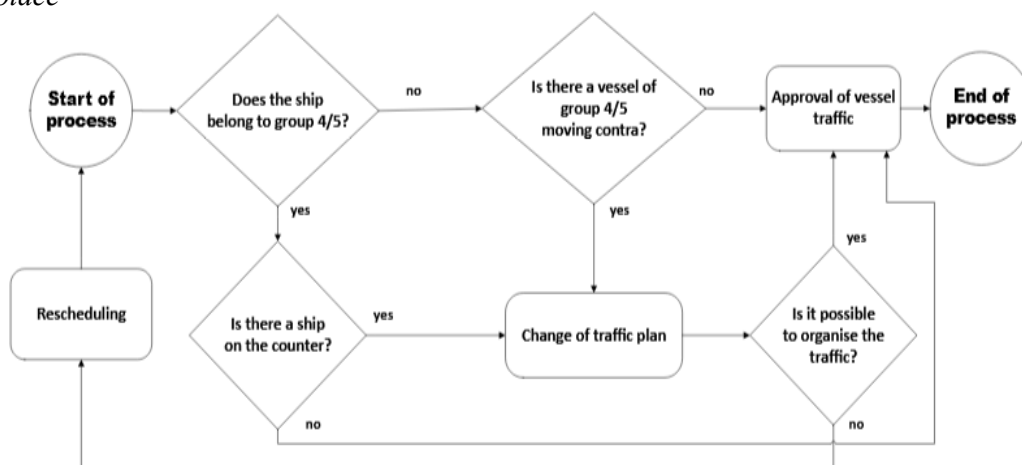 Start of
process
Does the ship
belong to group 4/5?
no
Is there a vessel of
group 4/5
moving contra?
no
Approval of vessel
traffic
End of
process
yes
yes
yes
Rescheduling
Is there a ship
on the counter?
yes
Change of traffic plan
Is it possible
to organise the
traffic?
no
no